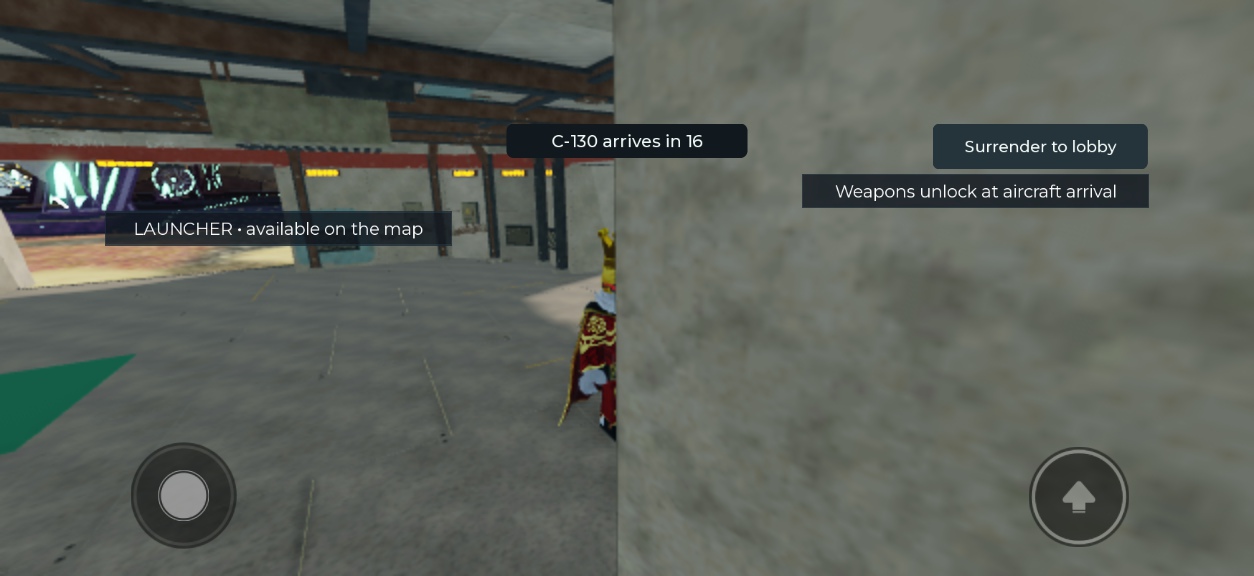 C-130 arrives in 16
Surrender to lobby
Weapons unlock at aircraft arrival
LAUNCHER • available on the map